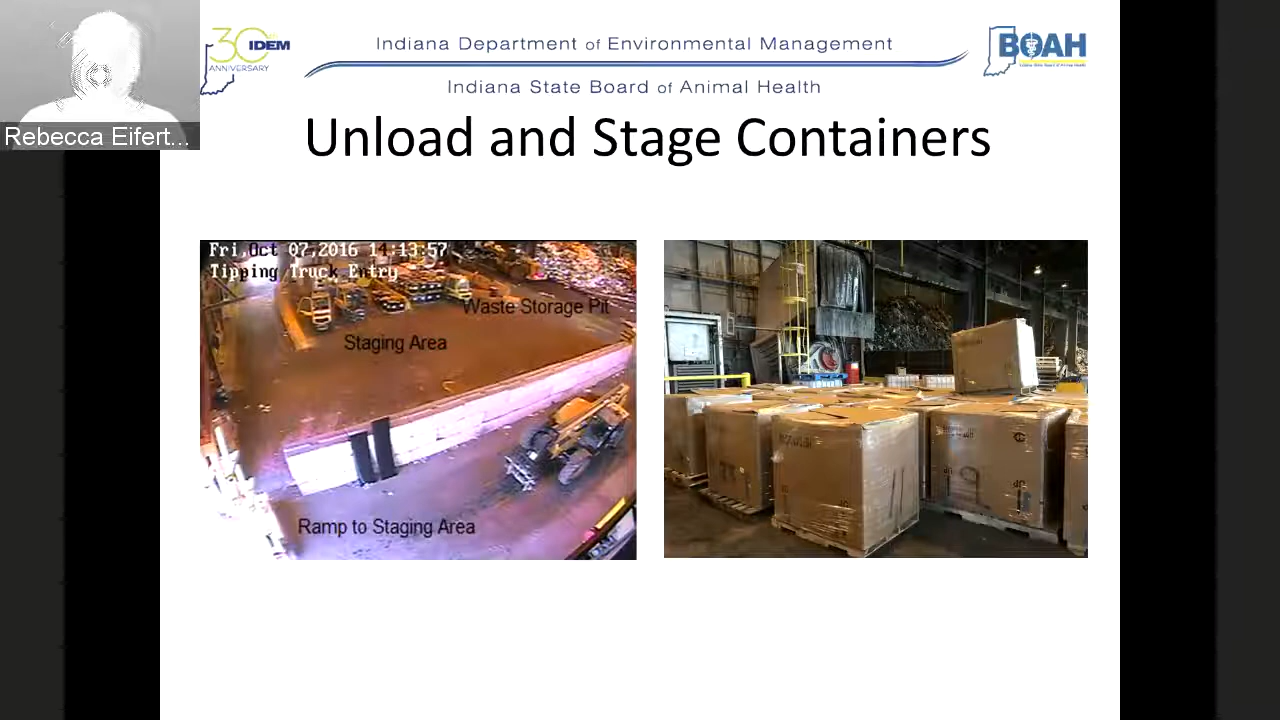 Rebecca Eifert...
30
IDEM
ANNIVERSARY
Indiana Department of Environmental Management
Indiana State Board of Animal Health
BOAH
Unload and Stage Containers
Fri,Oct 07,2016 14:13:57
Tipping Truck Entry
Waste Storage Pit
Staging Area
Ramp to Staging Area